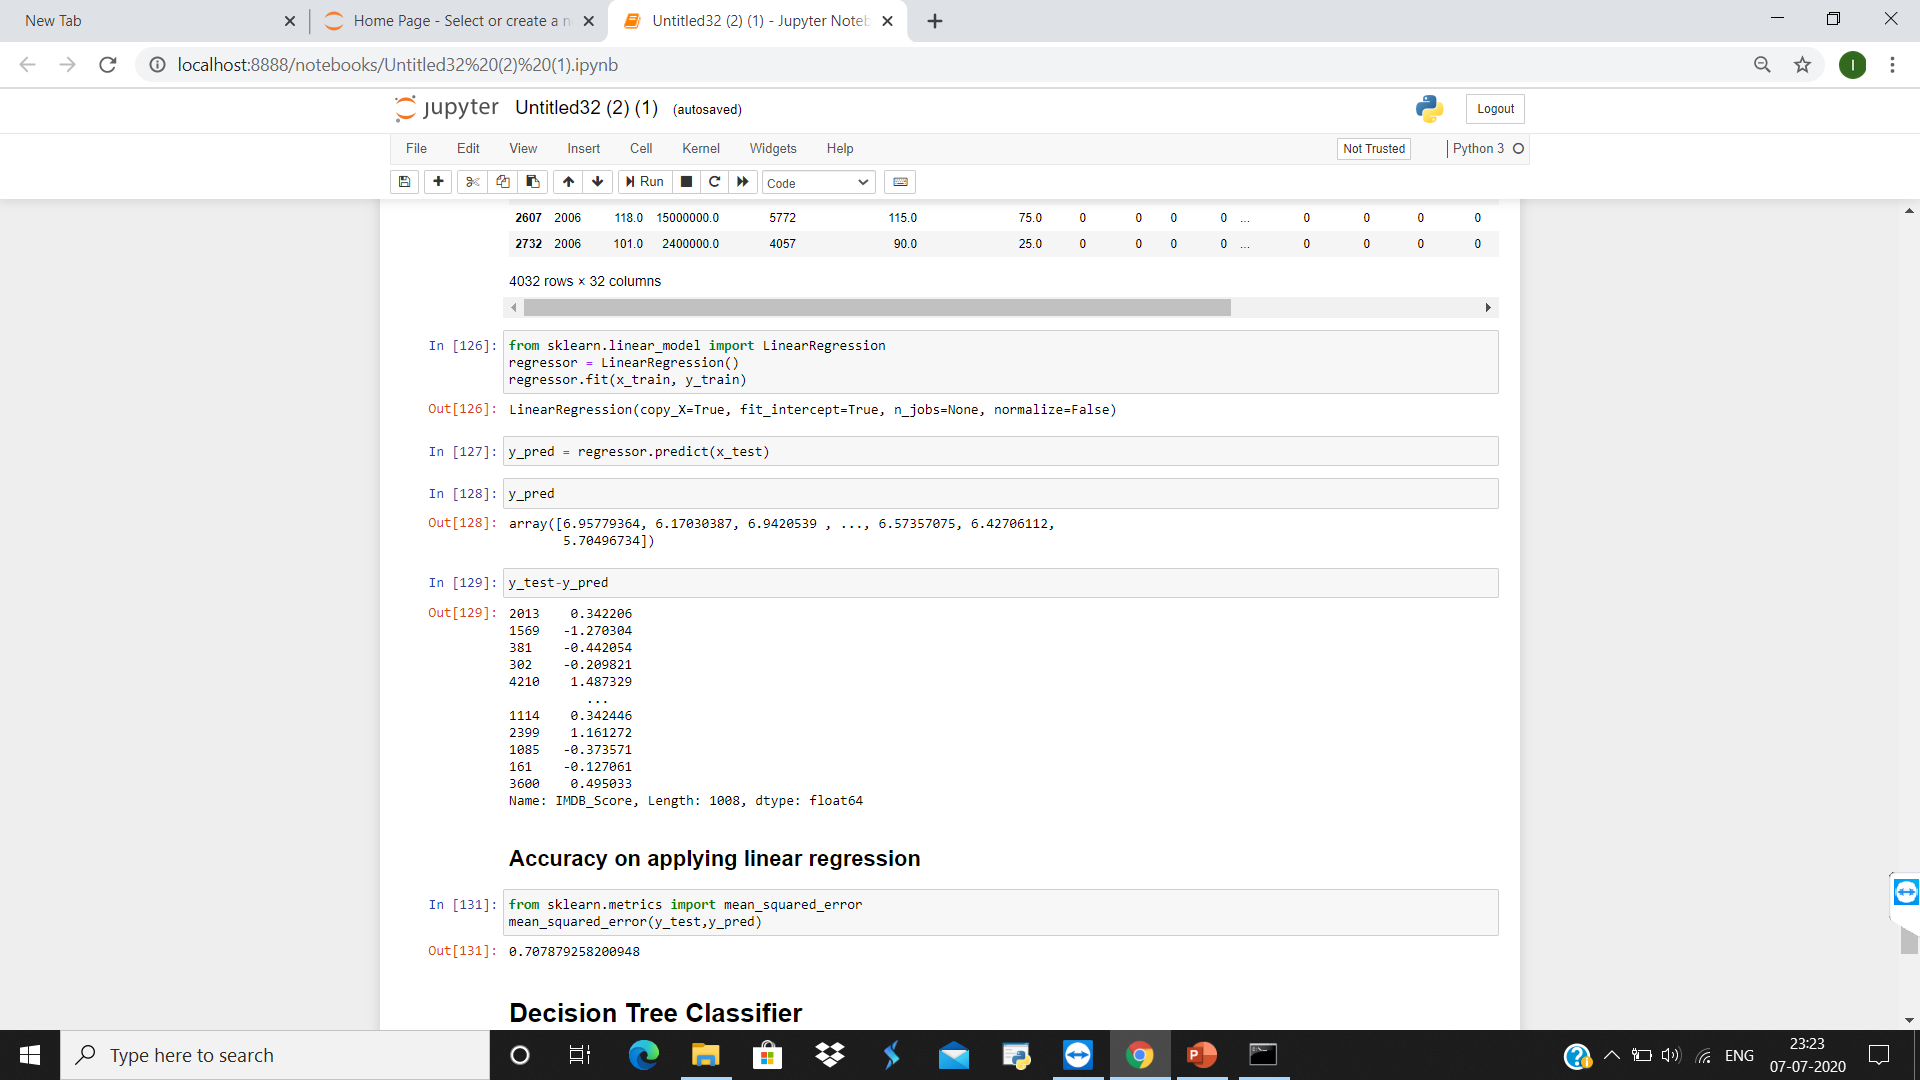 New Tab
Home Page - Select or create a n
Untitled32 (2) (1) - Jupyter Noteb
localhost:8888/notebooks/Untitled32%20(2)%20(1).ipynb
I
jupyter Untitled32 (2) (1) (autosaved)
Logout
File Edit View Insert Cell Kernel Widgets Help
Not Trusted
Python 3
Run
Code
2607 2006 118.0 15000000.0 5772 115.0 75.0 0 0 0 0 ... 0 0 0 0
2732 2006 101.0 2400000.0 4057 90.0 25.0 0 0 0 0 ... 0 0 0 0
4032 rows × 32 columns
In [126]: from sklearn.linear_model import LinearRegression
regressor = LinearRegression()
regressor.fit(x_train, y_train)
Out[126]: LinearRegression(copy_X=True, fit_intercept=True, n_jobs=None, normalize=False)
In [127]: y_pred = regressor.predict(x_test)
In [128]: y_pred
Out[128]: array([6.95779364, 6.17030387, 6.9420539 , ..., 6.57357075, 6.42706112,
5.70496734])
In [129]: y_test-y_pred
Out[129]: 2013 0.342206
1569 -1.270304
381 -0.442054
302 -0.209821
4210 1.487329
...
1114 0.342446
2399 1.161272
1085 -0.373571
161 -0.127061
3600 0.495033
Name: IMDB_Score, Length: 1008, dtype: float64
Accuracy on applying linear regression
In [131]: from sklearn.metrics import mean_squared_error
mean_squared_error(y_test,y_pred)
Out[131]: 0.707879258200948
Decision Tree Classifier
Type here to search
ENG
23:23
07-07-2020